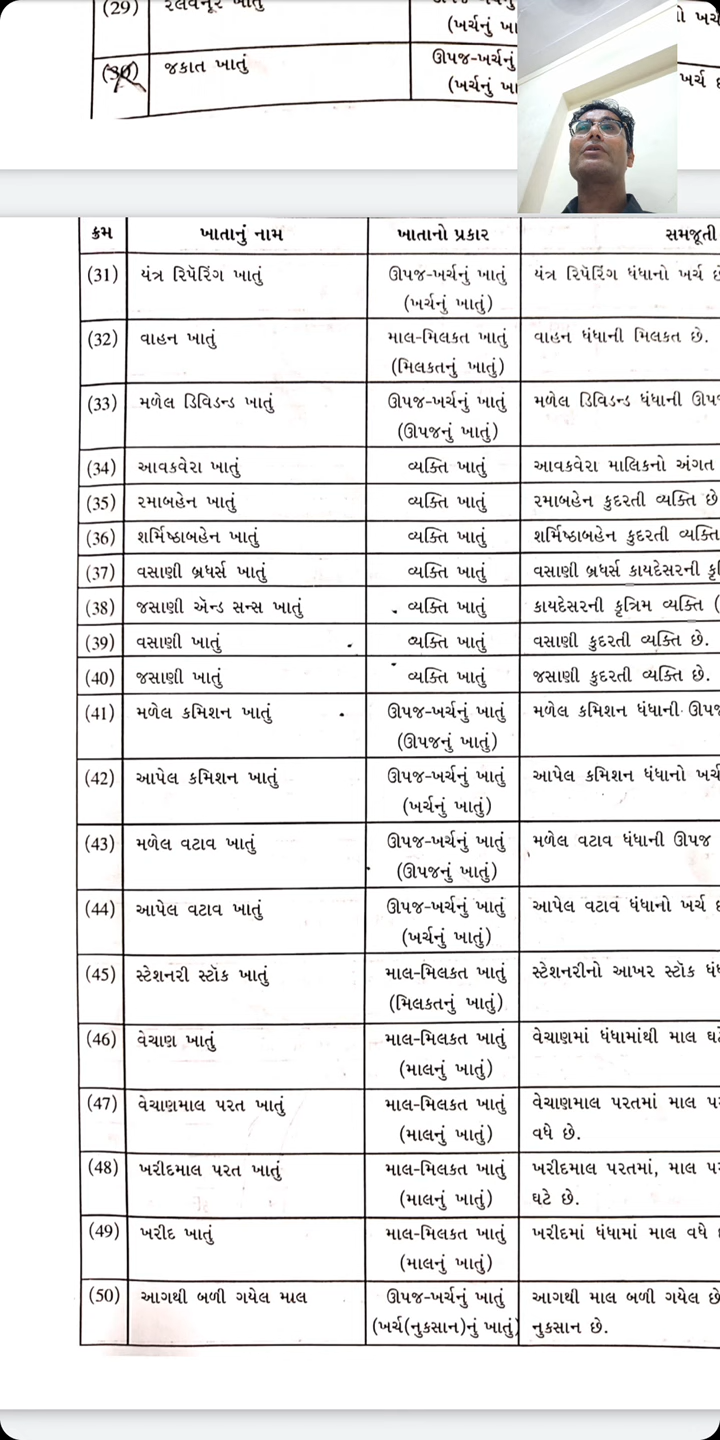 (29)
(ખર્ચનું
(30) જકાત ખાતું ઊપજ-ખર્ચનું
(ખર્ચનું ખર્ચ
ક્રમ ખાતાનું નામ ખાતાનો પ્રકાર સમજૂતી
(31) યંત્ર રિપૅરિંગ ખાતું ઊપજ-ખર્ચનું ખાતું યંત્ર રિપૅરિંગ ધંધાનો ખર્ચ
(ખર્ચનું ખાતું)
(32) વાહન ખાતું માલ-મિલકત ખાતું વાહન ધંધાની મિલકત છે.
(મિલકતનું ખાતું)
(33) મળેલ ડિવિડન્ડ ખાતું ઊપજ-ખર્ચનું ખાતું મળેલ ડિવિડન્ડ ધંધાની
(ઊપજનું ખાતું)
(34) આવકવેરા ખાતું વ્યક્તિ ખાતું આવકવેરા માલિકનો અંગત
(35) રમાબહેન ખાતું વ્યક્તિ ખાતું રમાબહેન કુદરતી વ્યક્તિ છે
(36) શર્મિષ્ઠાબહેન ખાતું વ્યક્તિ ખાતું શર્મિષ્ઠાબહેન કુદરતી વ્યક્તિ
(37) વસાણી બ્રધર્સ ખાતું વ્યક્તિ ખાતું વસાણી બ્રધર્સ કાયદેસરની
(38) જસાણી ઍન્ડ સન્સ ખાતું વ્યક્તિ ખાતું કાયદેસરની કૃત્રિમ વ્યક્તિ (
(39) વસાણી ખાતું વ્યક્તિ ખાતું વસાણી કુદરતી વ્યક્તિ છે.
(40) જસાણી ખાતું વ્યક્તિ ખાતું જસાણી કુદરતી વ્યક્તિ છે.
(41) મળેલ કમિશન ખાતું ઊપજ-ખર્ચનું ખાતું મળેલ કમિશન ધંધાની
(ઊપજનું ખાતું)
(42) આપેલ કમિશન ખાતું ઊપજ-ખર્ચનું ખાતું આપેલ કમિશન ધંધાનો ખર્ચ
(ખર્ચનું ખાતું)
(43) મળેલ વટાવ ખાતું ઊપજ-ખર્ચનું ખાતું મળેલ વટાવ ધંધાની ઊપજ
(ઊપજનું ખાતું)
(44) આપેલ વટાવ ખાતું ઊપજ-ખર્ચનું ખાતું આપેલ વટાવ ધંધાનો ખર્ચ
(ખર્ચનું ખાતું)
(45) સ્ટેશનરી સ્ટૉક ખાતું માલ-મિલકત ખાતું સ્ટેશનરીનો આખર સ્ટૉક
(મિલકતનું ખાતું)
(46) વેચાણ ખાતું માલ-મિલકત ખાતું વેચાણમાં ધંધામાંથી માલ
(માલનું ખાતું)
(47) વેચાણમાલ પરત ખાતું માલ-મિલકત ખાતું વેચાણમાલ પરતમાં માલ
(માલનું ખાતું) વધે છે.
(48) ખરીદમાલ પરત ખાતું માલ-મિલકત ખાતું ખરીદમાલ પરતમાં, માલ
(માલનું ખાતું) ઘટે છે.
(49) ખરીદ ખાતું માલ-મિલકત ખાતું ખરીદમાં ધંધામાં માલ વધે
(માલનું ખાતું)
(50) આગથી બળી ગયેલ માલ ઊપજ-ખર્ચનું ખાતું આગથી માલ બળી ગયેલ છે
(ખર્ચ(નુકસાન)નું ખાતું) નુકસાન છે.